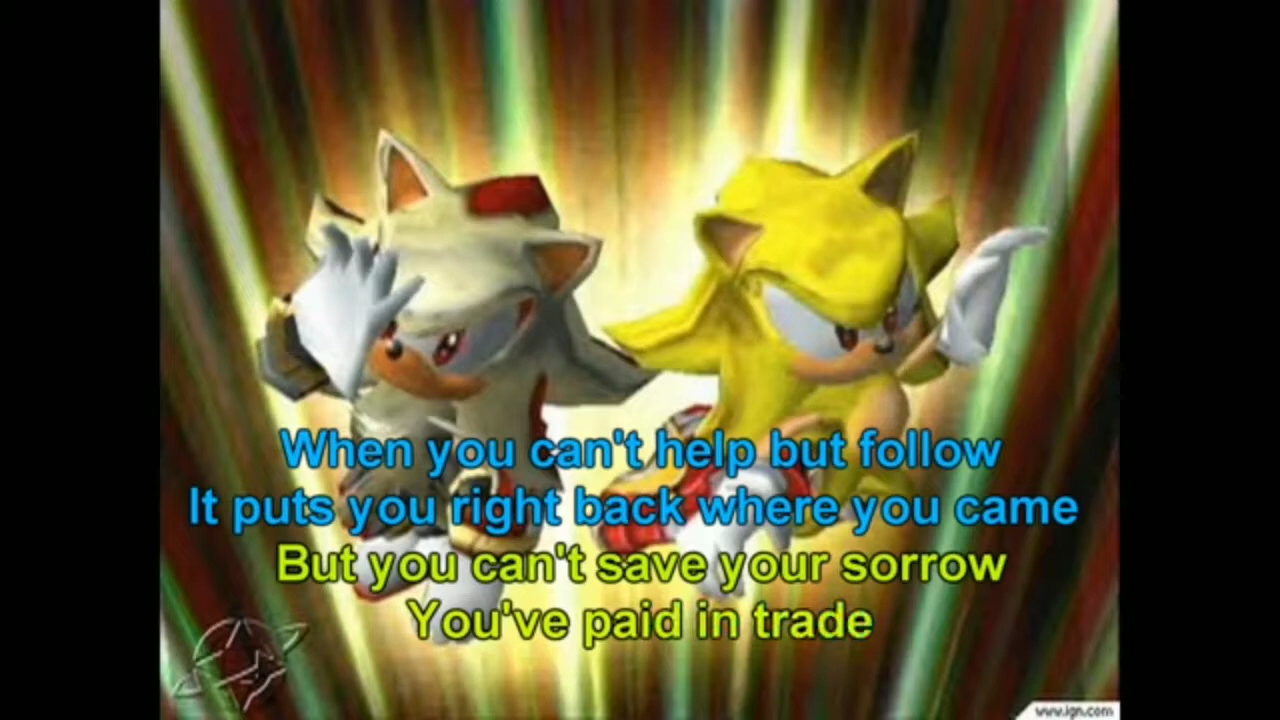 When you can't help but follow
It puts you right back where you came
But you can't save your sorrow
You've paid in trade
www.ign.com